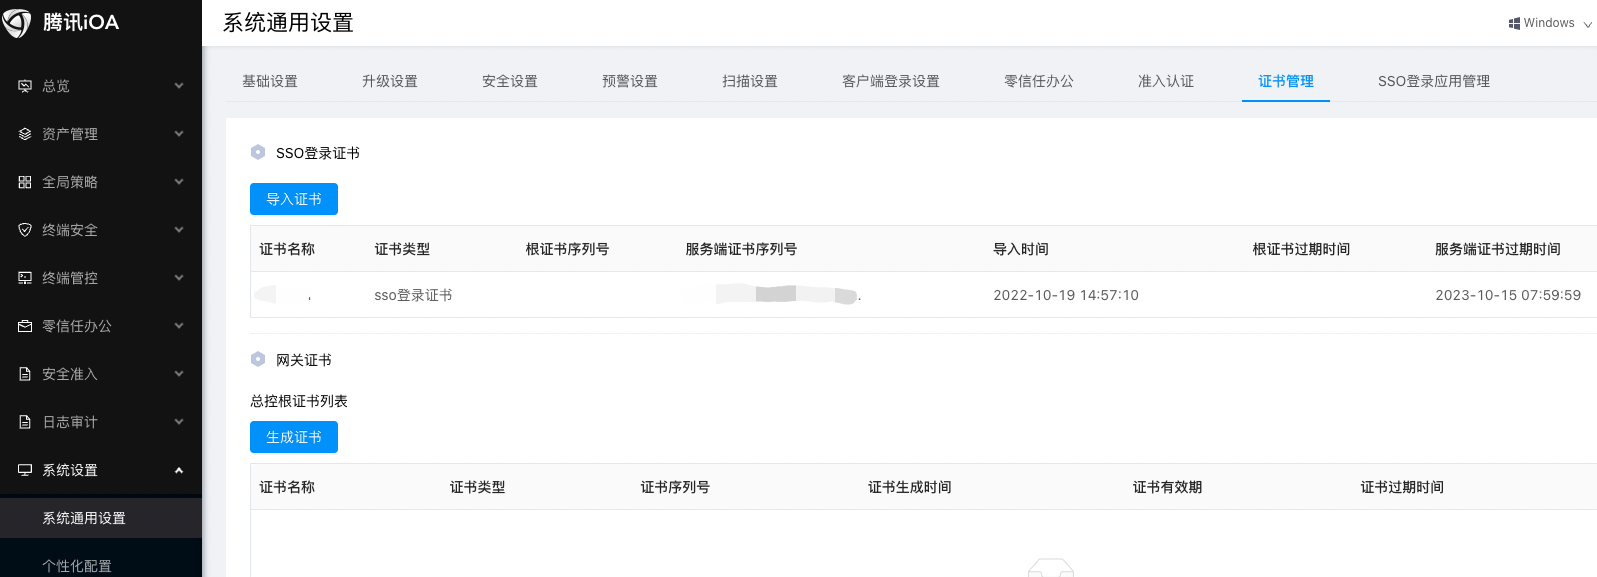 腾讯iOA
系统通用设置
Windows
总览
资产管理
全局策略
终端安全
终端管控
零信任办公
安全准入
日志审计
系统设置
系统通用设置
个性化配置
基础设置 升级设置 安全设置 预警设置 扫描设置 客户端登录设置 零信任办公 准入认证 证书管理 SSO登录应用管理
SSO登录证书
导入证书
证书名称 证书类型 根证书序列号 服务端证书序列号 导入时间 根证书过期时间 服务端证书过期时间
sso登录证书 2022-10-19 14:57:10 2023-10-15 07:59:59
网关证书
总控根证书列表
生成证书
证书名称 证书类型 证书序列号 证书生成时间 证书有效期 证书过期时间